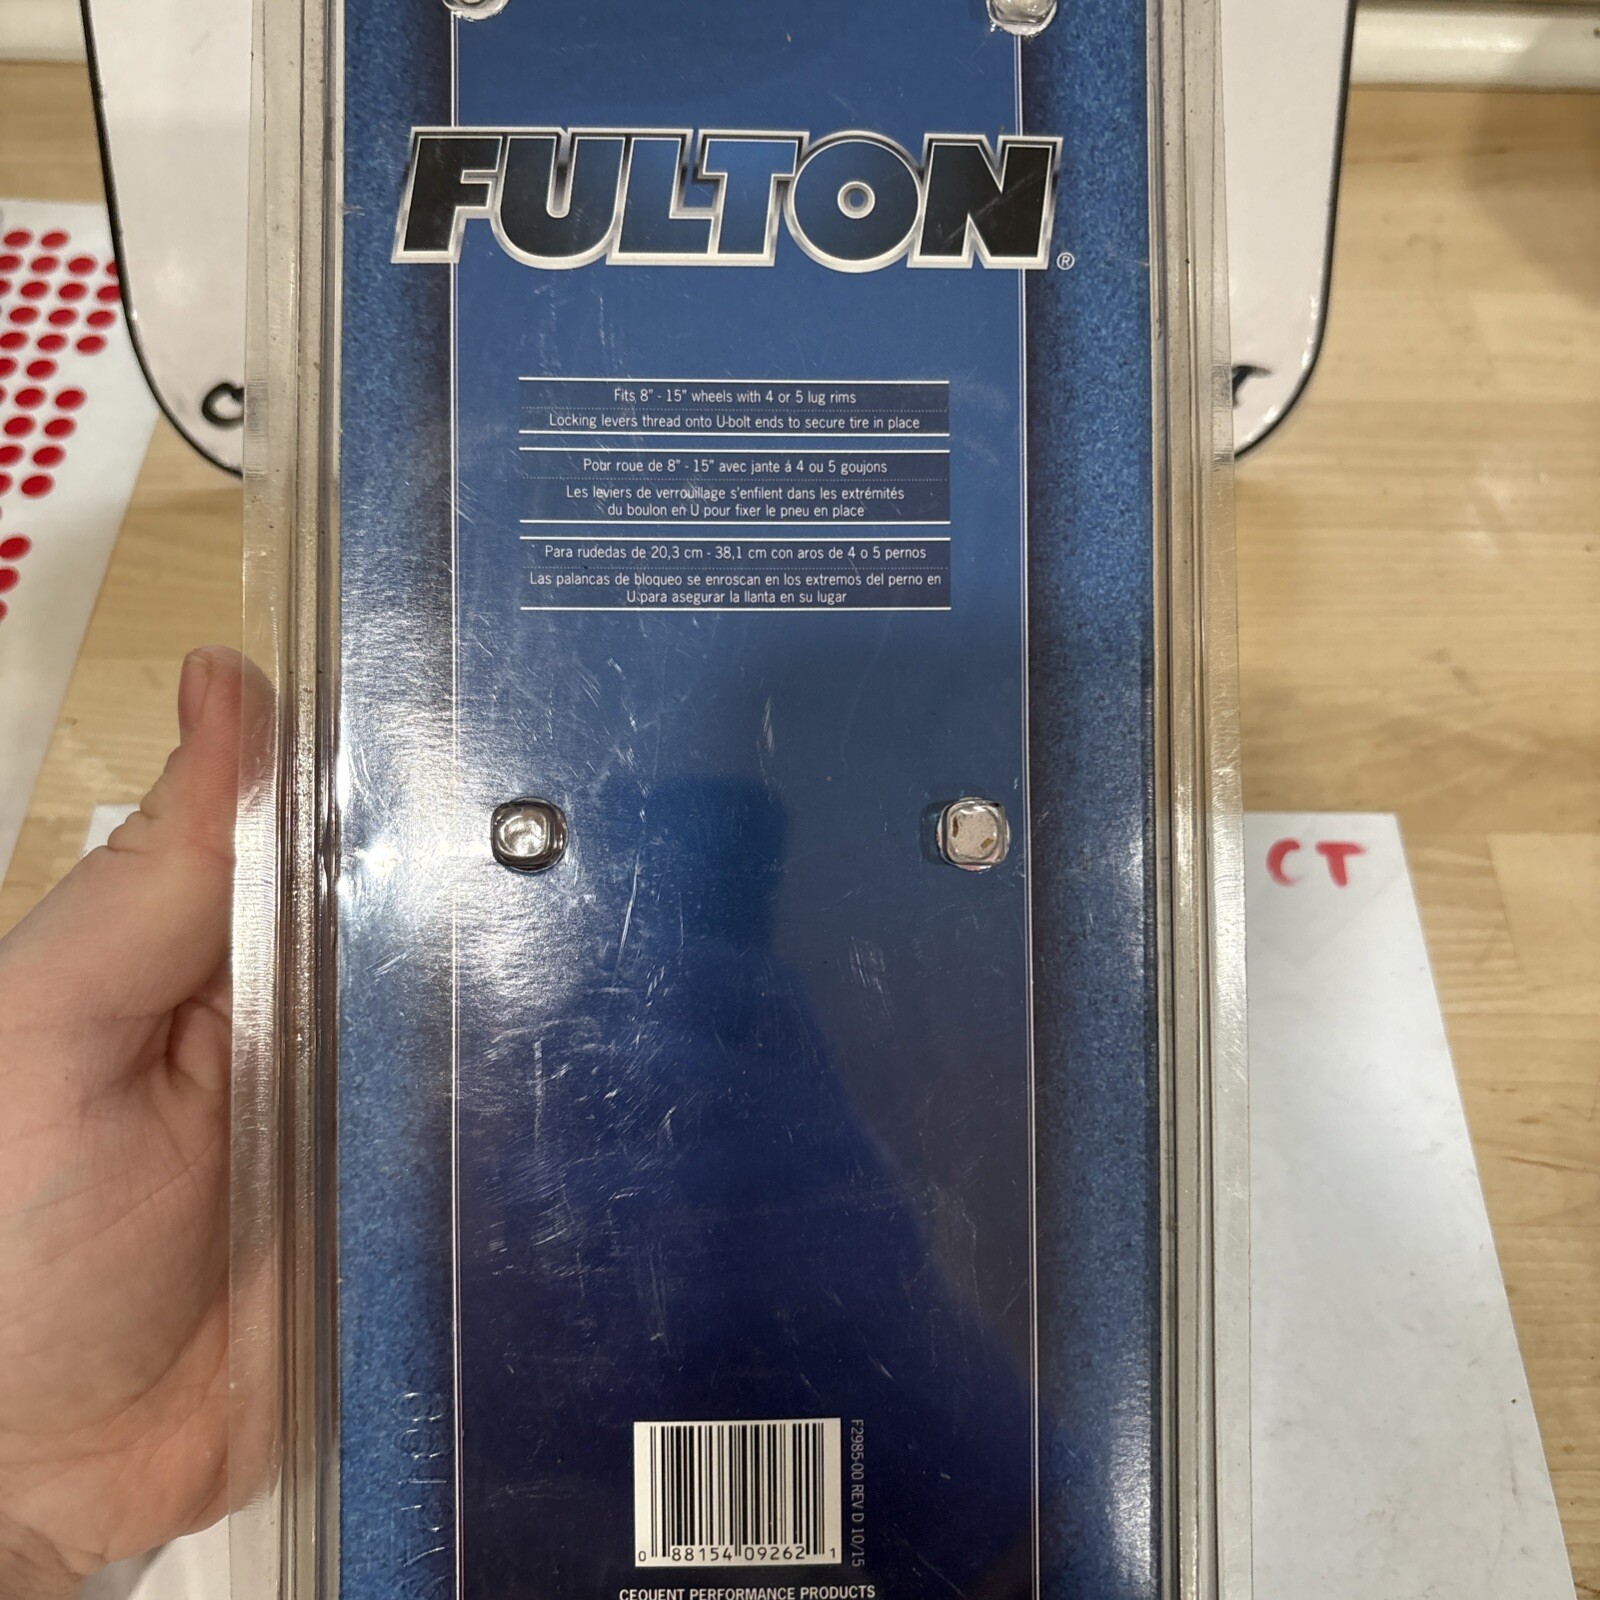 FULTON®
Fits 8" - 15" wheels with 4 or 5 lug rims
Locking levers thread onto U-bolt ends to secure tire in place
Pour roue de 8" - 15" avec jante á 4 ou 5 goujons
Les leviers de verrouillage s'enfilent dans les extrémités
du boulon en U pour fixer le pneu en place
Para rudedas de 20,3 cm - 38,1 cm con aros de 4 o 5 pernos
Las palancas de bloqueo se enroscan en los extremos del perno en
U para asegurar la llanta en su lugar
CT
F2985-00 REV D 10/15
0 88154 09262 1
CEQUENT PERFORMANCE PRODUCTS